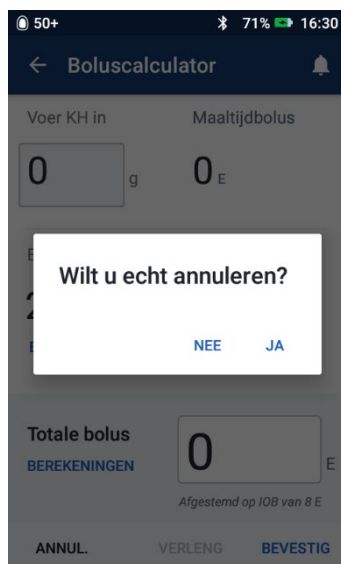 50+ 71% 16:30
Boluscalculator
Voer KH in Maaltijdbolus
0 g 0 E
Wilt u echt annuleren?
NEE JA
Totale bolus
0 E
BEREKENINGEN
Afgestemd op IOB van 8 E
ANNUL. VERLENG BEVESTIG